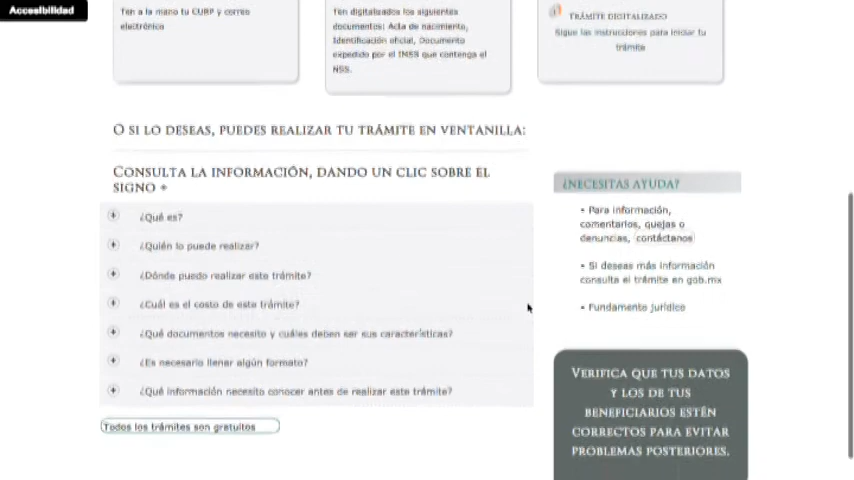 Accesibilidad
Ten a la mano tu CURP y correo
electrónico
Ten digitalizados los siguientes
documentos: Acta de nacimiento,
Identificación oficial, Documento
expedido por el IMSS que contenga el
NSS.
TRÁMITE DIGITALIZADO
Sigue las instrucciones para iniciar tu
trámite
O SI LO DESEAS, PUEDES REALIZAR TU TRÁMITE EN VENTANILLA:
CONSULTA LA INFORMACIÓN, DANDO UN CLIC SOBRE EL
SIGNO +
+ ¿Qué es?
+ ¿Quién lo puede realizar?
+ ¿Dónde puedo realizar este trámite?
+ ¿Cuál es el costo de este trámite?
+ ¿Qué documentos necesito y cuáles deben ser sus características?
+ ¿Es necesario llenar algún formato?
+ ¿Qué información necesito conocer antes de realizar este trámite?
Todos los trámites son gratuitos
¿NECESITAS AYUDA?
• Para información,
comentarios, quejas o
denuncias, contáctanos
• Si deseas más información
consulta el trámite en gob.mx
• Fundamento jurídico
VERIFICA QUE TUS DATOS
Y LOS DE TUS
BENEFICIARIOS ESTÉN
CORRECTOS PARA EVITAR
PROBLEMAS POSTERIORES.